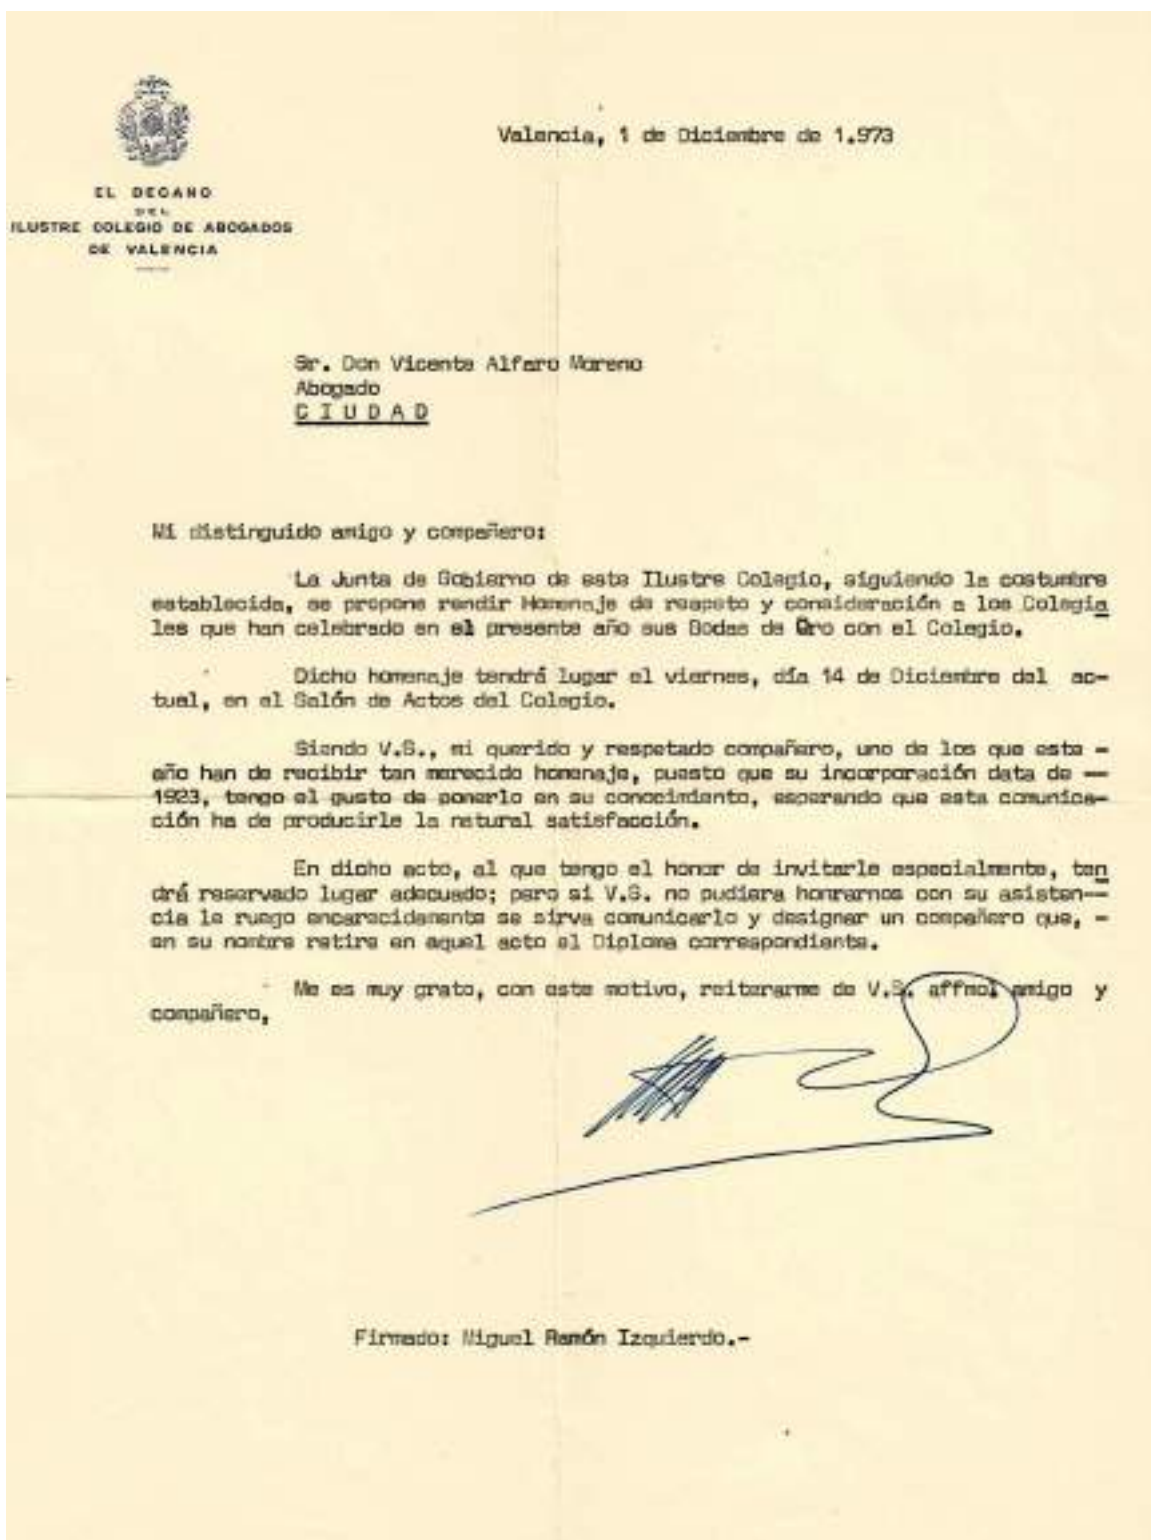 Valencia, 1 de Diciembre de 1.973
EL DECANO
DEL
ILUSTRE COLEGIO DE ABOGADOS
DE VALENCIA
Sr. Don Vicente Alfaro Moreno
Abogado
C I U D A D
Mi distinguido amigo y compañero:
La Junta de Gobierno de este Ilustre Colegio, siguiendo la costumbre
establecida, se propone rendir Homenaje de respeto y consideración a los Colegia
les que han celebrado en el presente año sus Bodas de Oro con el Colegio.
Dicho homenaje tendrá lugar el viernes, día 14 de Diciembre del ac-
tual, en el Salón de Actos del Colegio.
Siendo V.S., mi querido y respetado compañero, uno de los que este -
año han de recibir tan merecido homenaje, puesto que su incorporación data de --
1923, tengo el gusto de ponerlo en su conocimiento, esperando que esta comunica-
ción ha de producirle la natural satisfacción.
En dicho acto, al que tengo el honor de invitarle especialmente, ten
drá reservado lugar adecuado; pero si V.S. no pudiera honrarnos con su asisten--
cia le ruego encarecidamente se sirva comunicarlo y designar un compañero que, -
en su nombre retire en aquel acto el Diploma correspondiente.
Me es muy grato, con este motivo, reiterarme de V.S. affmo. amigo y
compañero,
Firmado: Miguel Ramón Izquierdo.-